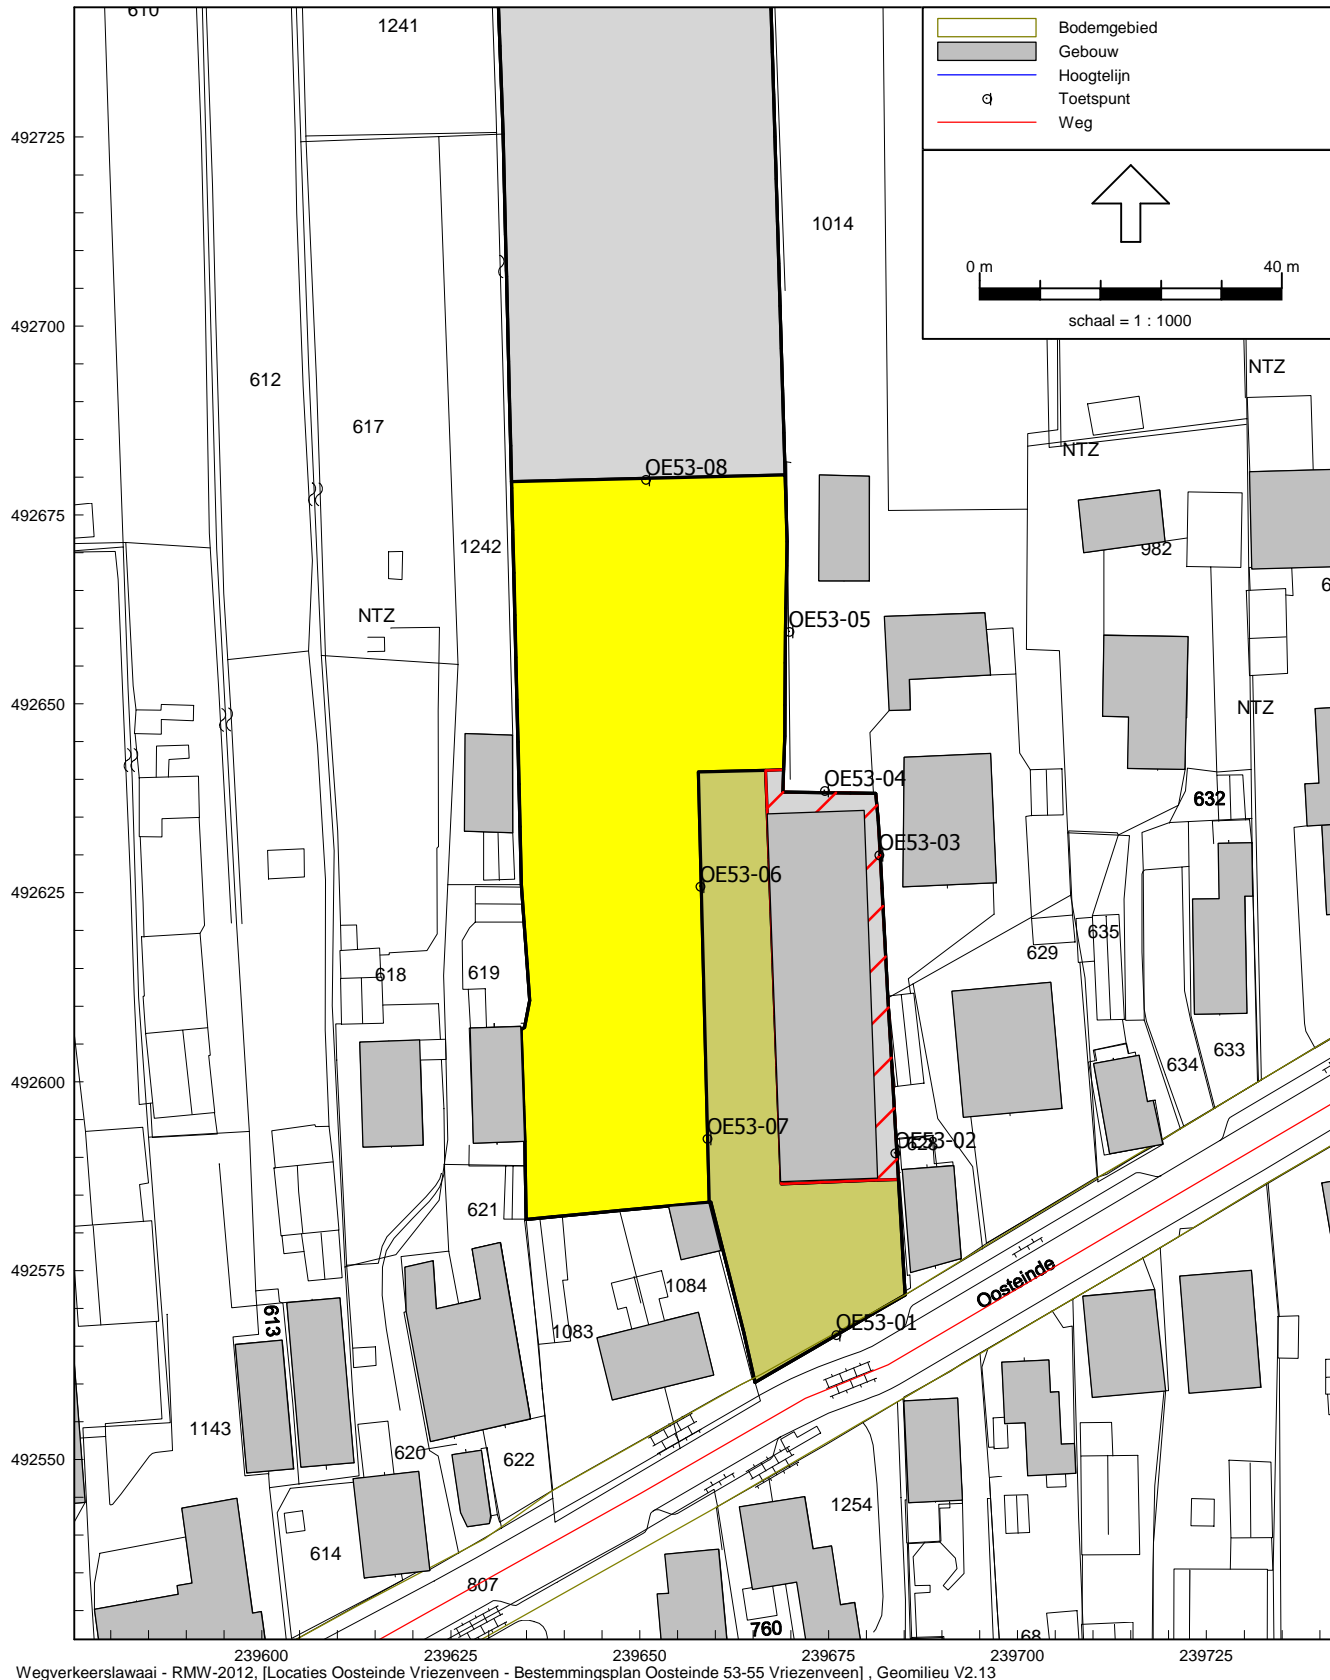 610
1241
Bodemgebied
Gebouw
Hoogtelijn
Toetspunt
Weg
492725
1014
0 m
40 m
schaal = 1 : 1000
492700
612
NTZ
617
NTZ
OE53-08
492675
1242
982
6
NTZ
OE53-05
492650
NTZ
OE53-04
632
OE53-03
492625
OE53-06
635
629
618
619
492600
634
633
OE53-07
OE53-02
628
621
492575
Oosteinde
1084
613
1083
OE53-01
1143
620
622
492550
1254
614
807
760
68
239600
239625
239650
239675
239700
239725
Wegverkeerslawaai - RMW-2012, [Locaties Oosteinde Vriezenveen - Bestemmingsplan Oosteinde 53-55 Vriezenveen] , Geomilieu V2.13